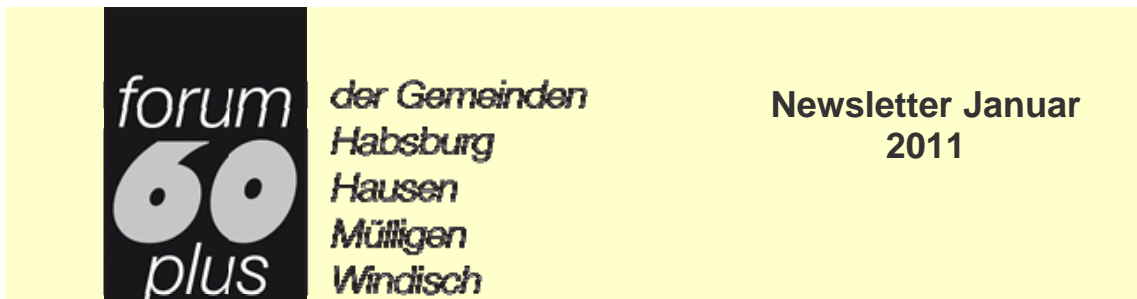 forum
60
plus
der Gemeinden
Habsburg
Hausen
Mülligen
Windisch
Newsletter Januar
2011